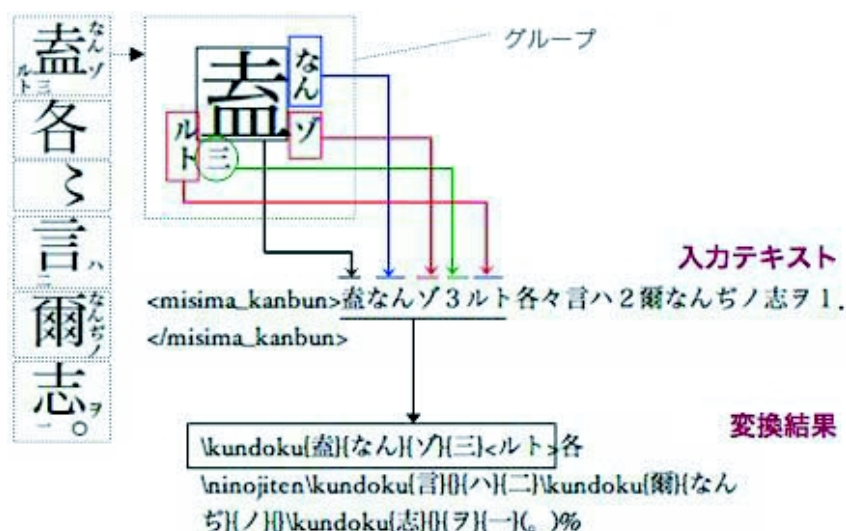 盍なんゾ
ルト三
各
〻
言ハ
二
爾なんぢノ
志ヲ
一。
グループ
盍
なん
ゾ
ルト
三
入力テキスト
<misima_kanbun>盍なんゾ3ルト各々言ハ2爾なんぢノ志ヲ1.
</misima_kanbun>
変換結果
\kundoku{盍}{なん}{ゾ}{三}<ルト>各
\ninojiten\kundoku{言}{}{ハ}{二}\kundoku{爾}{なん
ぢ}{ノ}{}\kundoku{志}{}{ヲ}{一}(。)%